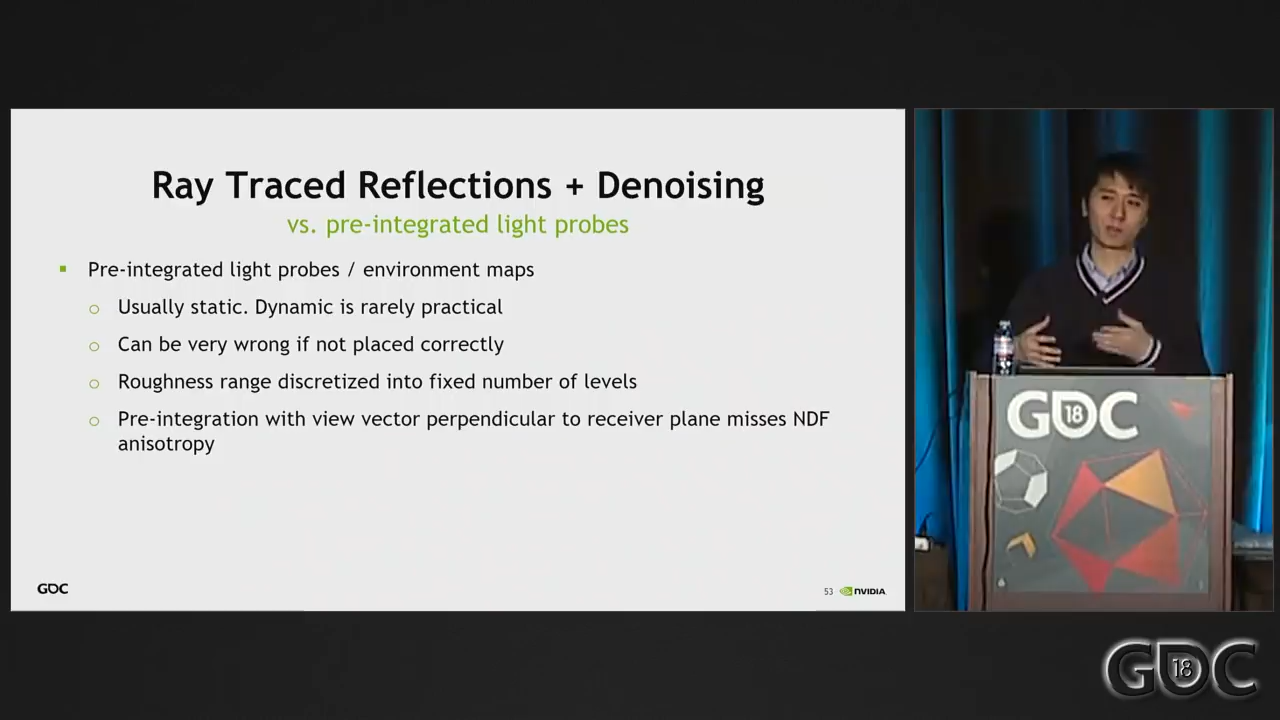 Ray Traced Reflections + Denoising
vs. pre-integrated light probes
▪ Pre-integrated light probes / environment maps
o Usually static. Dynamic is rarely practical
o Can be very wrong if not placed correctly
o Roughness range discretized into fixed number of levels
o Pre-integration with view vector perpendicular to receiver plane misses NDF
anisotropy
GDC
53
NVIDIA
GDC
18
GDC
18